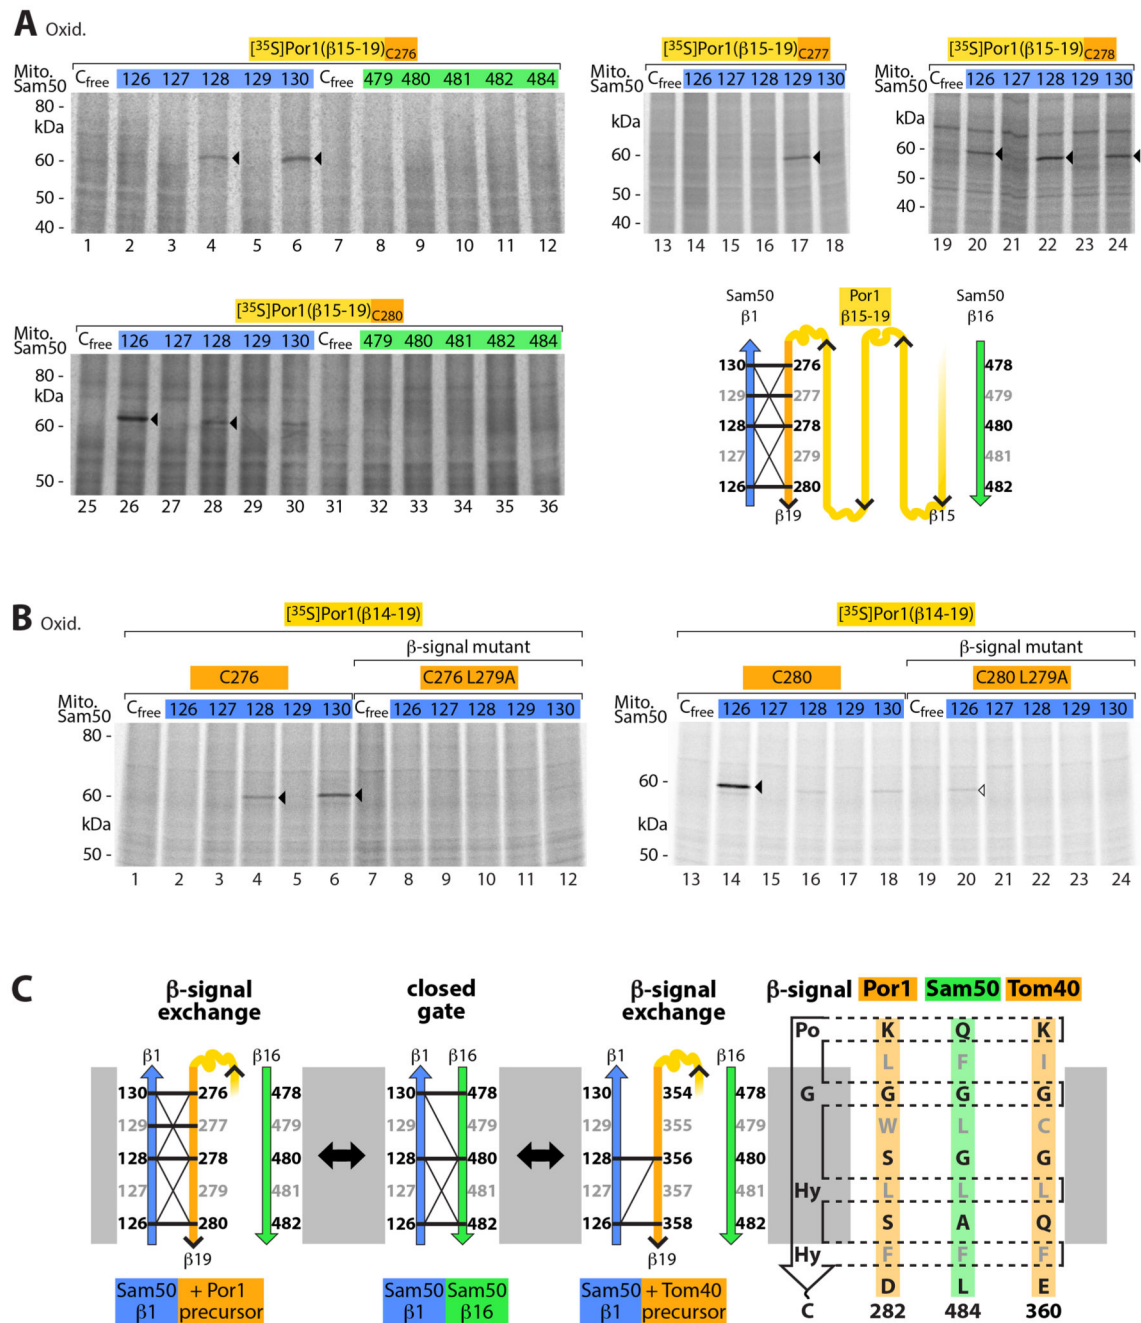 A Oxid.
[³⁵S]Por1(β15-19)C276
Mito. Sam50 Cfree 126 127 128 129 130 Cfree 479 480 481 482 484
80 -
kDa
60 -
50 -
40 -
1 2 3 4 5 6 7 8 9 10 11 12
[³⁵S]Por1(β15-19)C277
Mito. Sam50 Cfree 126 127 128 129 130
kDa
60 -
50 -
40 -
13 14 15 16 17 18
[³⁵S]Por1(β15-19)C278
Mito. Sam50 Cfree 126 127 128 129 130
kDa
60 -
50 -
40 -
19 20 21 22 23 24
[³⁵S]Por1(β15-19)C280
Mito. Sam50 Cfree 126 127 128 129 130 Cfree 479 480 481 482 484
80 -
kDa
60 -
50 -
25 26 27 28 29 30 31 32 33 34 35 36
Sam50 Por1 Sam50
β1 β15-19 β16
130 276 478
129 277 479
128 278 480
127 279 481
126 280 482
β19 β15
B Oxid.
[³⁵S]Por1(β14-19)
β-signal mutant
C276 C276 L279A
Mito. Sam50 Cfree 126 127 128 129 130 Cfree 126 127 128 129 130
80 -
60 -
kDa
50 -
1 2 3 4 5 6 7 8 9 10 11 12
[³⁵S]Por1(β14-19)
β-signal mutant
C280 C280 L279A
Mito. Sam50 Cfree 126 127 128 129 130 Cfree 126 127 128 129 130
60 -
kDa
50 -
13 14 15 16 17 18 19 20 21 22 23 24
C
β-signal exchange
β1 β16
130 276 478
129 277 479
128 278 480
127 279 481
126 280 482
β19
Sam50 β1 + Por1 precursor
closed gate
β1 β16
130 478
129 479
128 480
127 481
126 482
Sam50 β1 Sam50 β16
β-signal exchange
β1 β16
130 354 478
129 355 479
128 356 480
127 357 481
126 358 482
β19
Sam50 β1 + Tom40 precursor
β-signal Por1 Sam50 Tom40
Po K Q K
L F I
G G G G
W L C
S G G
Hy L L L
S A Q
Hy F F F
D L E
C 282 484 360